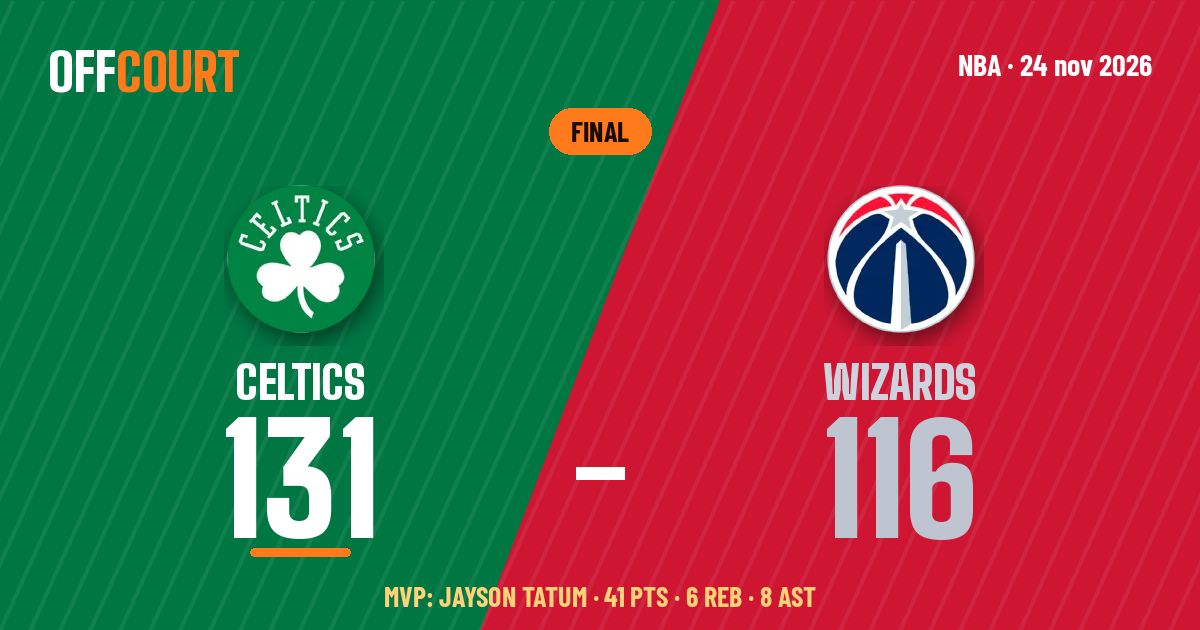 OFFCOURT
NBA · 24 nov 2026
FINAL
CELTICS
CELTICS
WIZARDS
131
–
116
MVP: JAYSON TATUM · 41 PTS · 6 REB · 8 AST